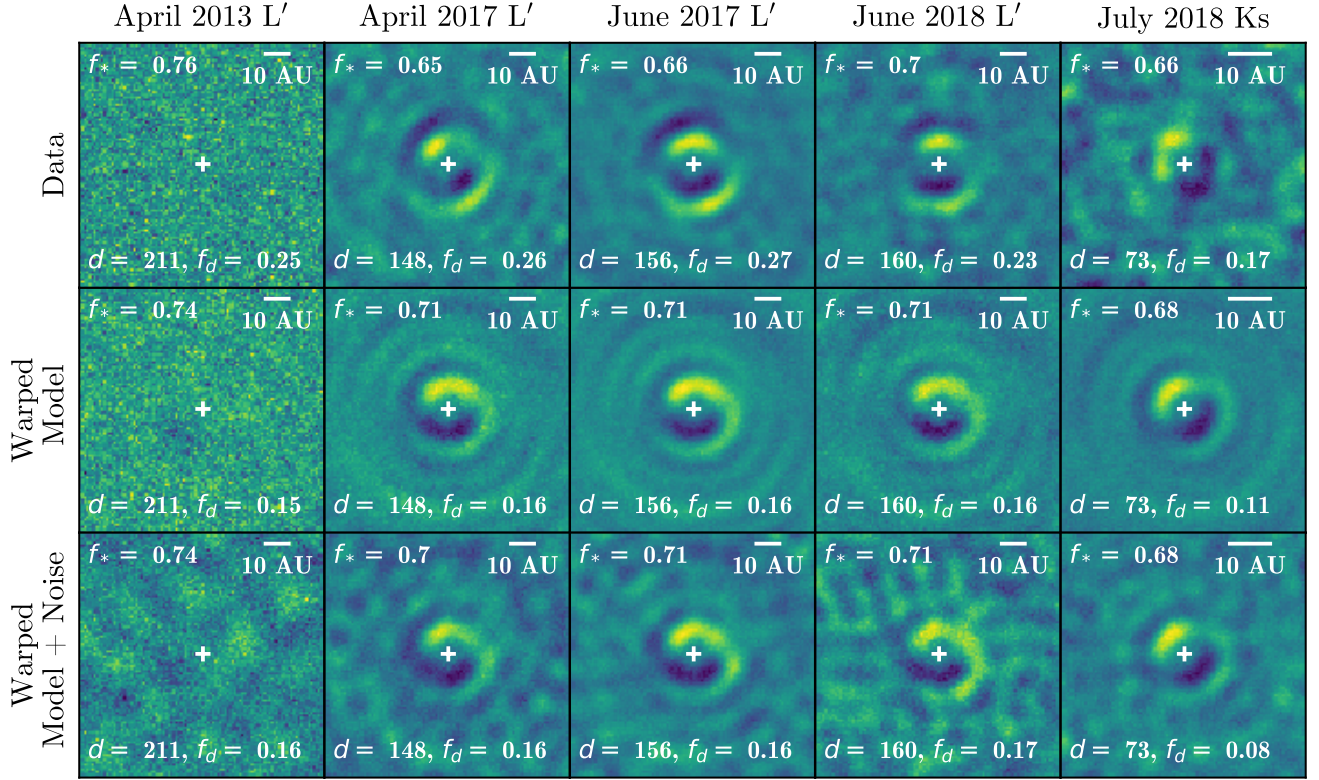 April 2013 L′ April 2017 L′ June 2017 L′ June 2018 L′ July 2018 Ks
Data
f* = 0.76
10 AU
d = 211, fd = 0.25
f* = 0.65
10 AU
d = 148, fd = 0.26
f* = 0.66
10 AU
d = 156, fd = 0.27
f* = 0.7
10 AU
d = 160, fd = 0.23
f* = 0.66
10 AU
d = 73, fd = 0.17
Warped
Model
f* = 0.74
10 AU
d = 211, fd = 0.15
f* = 0.71
10 AU
d = 148, fd = 0.16
f* = 0.71
10 AU
d = 156, fd = 0.16
f* = 0.71
10 AU
d = 160, fd = 0.16
f* = 0.68
10 AU
d = 73, fd = 0.11
Warped
Model + Noise
f* = 0.74
10 AU
d = 211, fd = 0.16
f* = 0.7
10 AU
d = 148, fd = 0.16
f* = 0.71
10 AU
d = 156, fd = 0.16
f* = 0.71
10 AU
d = 160, fd = 0.17
f* = 0.68
10 AU
d = 73, fd = 0.08